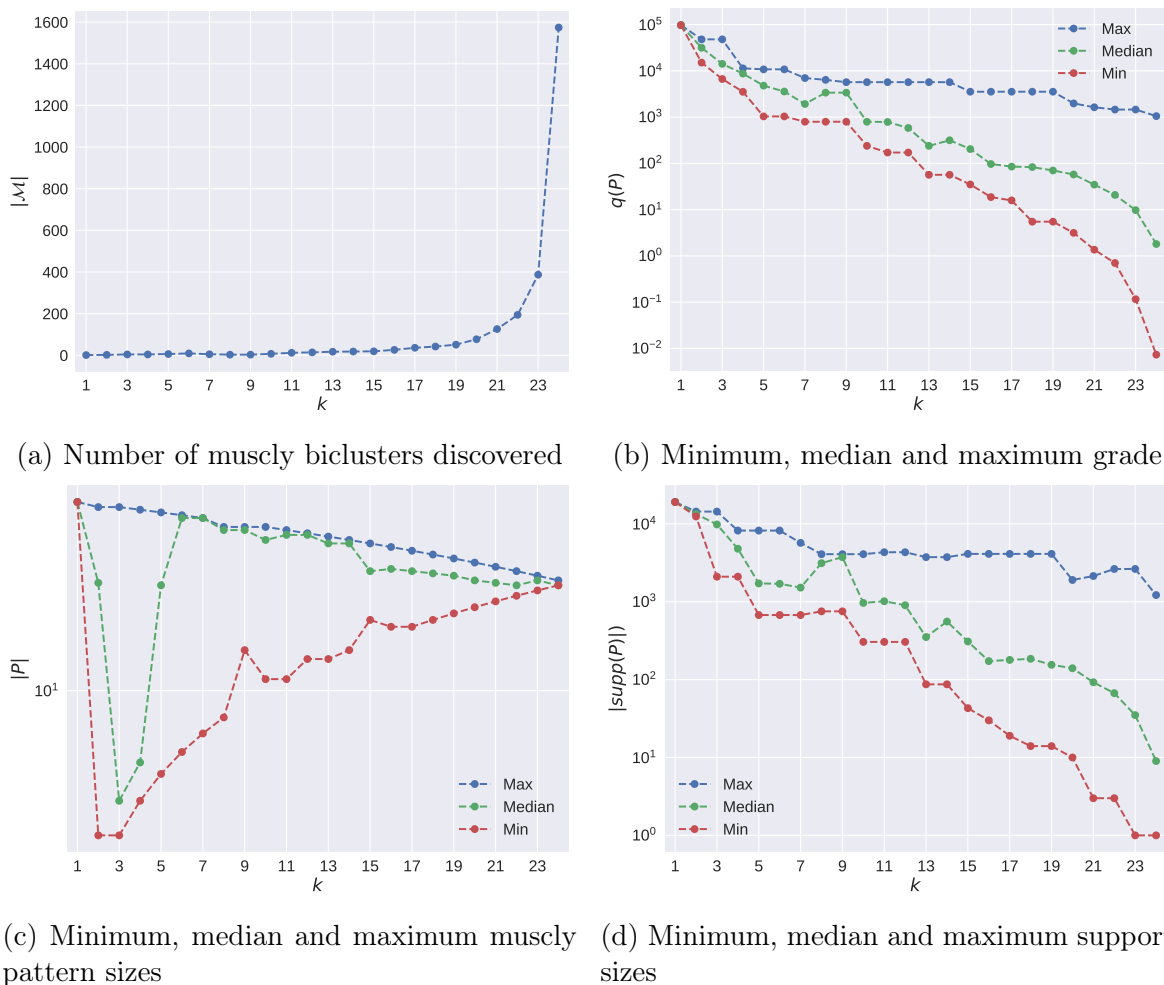 1600
1400
1200
1000
800
600
400
200
0
|ℳ|
1 3 5 7 9 11 13 15 17 19 21 23
k
(a) Number of muscly biclusters discovered
10^5
10^4
10^3
10^2
10^1
10^0
10^−1
10^−2
q(P)
Max
Median
Min
1 3 5 7 9 11 13 15 17 19 21 23
k
(b) Minimum, median and maximum grade
10^1
|P|
Max
Median
Min
1 3 5 7 9 11 13 15 17 19 21 23
k
(c) Minimum, median and maximum muscly
pattern sizes
10^4
10^3
10^2
10^1
10^0
|supp(P)|)
Max
Median
Min
1 3 5 7 9 11 13 15 17 19 21 23
k
(d) Minimum, median and maximum suppor
sizes